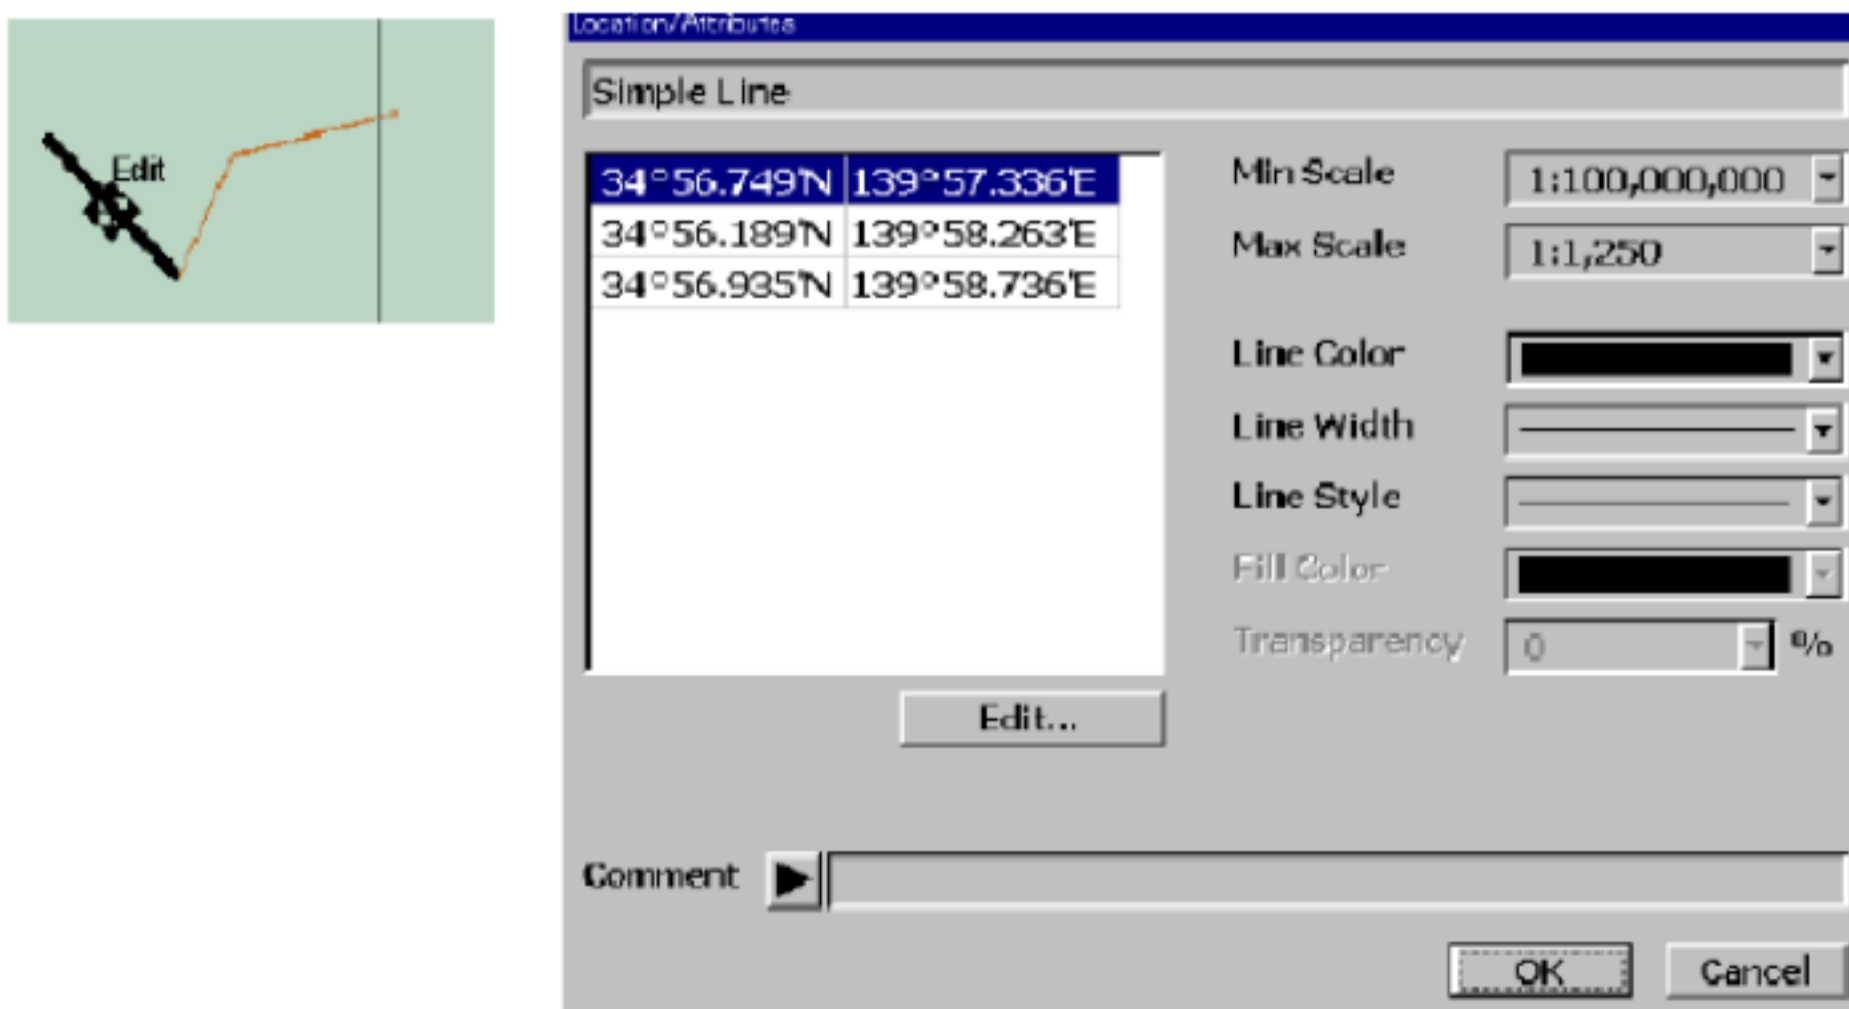 Edit
Location/Attributes
Simple Line
34°56.749'N 139°57.336'E
34°56.189'N 139°58.263'E
34°56.935'N 139°58.736'E
Min Scale 1:100,000,000
Max Scale 1:1,250
Line Color
Line Width
Line Style
Fill Color
Transparency 0 %
Edit...
Comment
OK Cancel